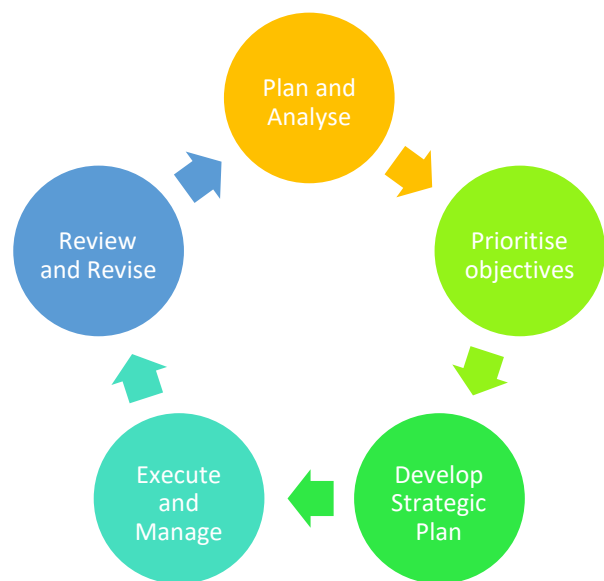 Plan and
Analyse
Prioritise
objectives
Develop
Strategic
Plan
Execute
and
Manage
Review
and Revise